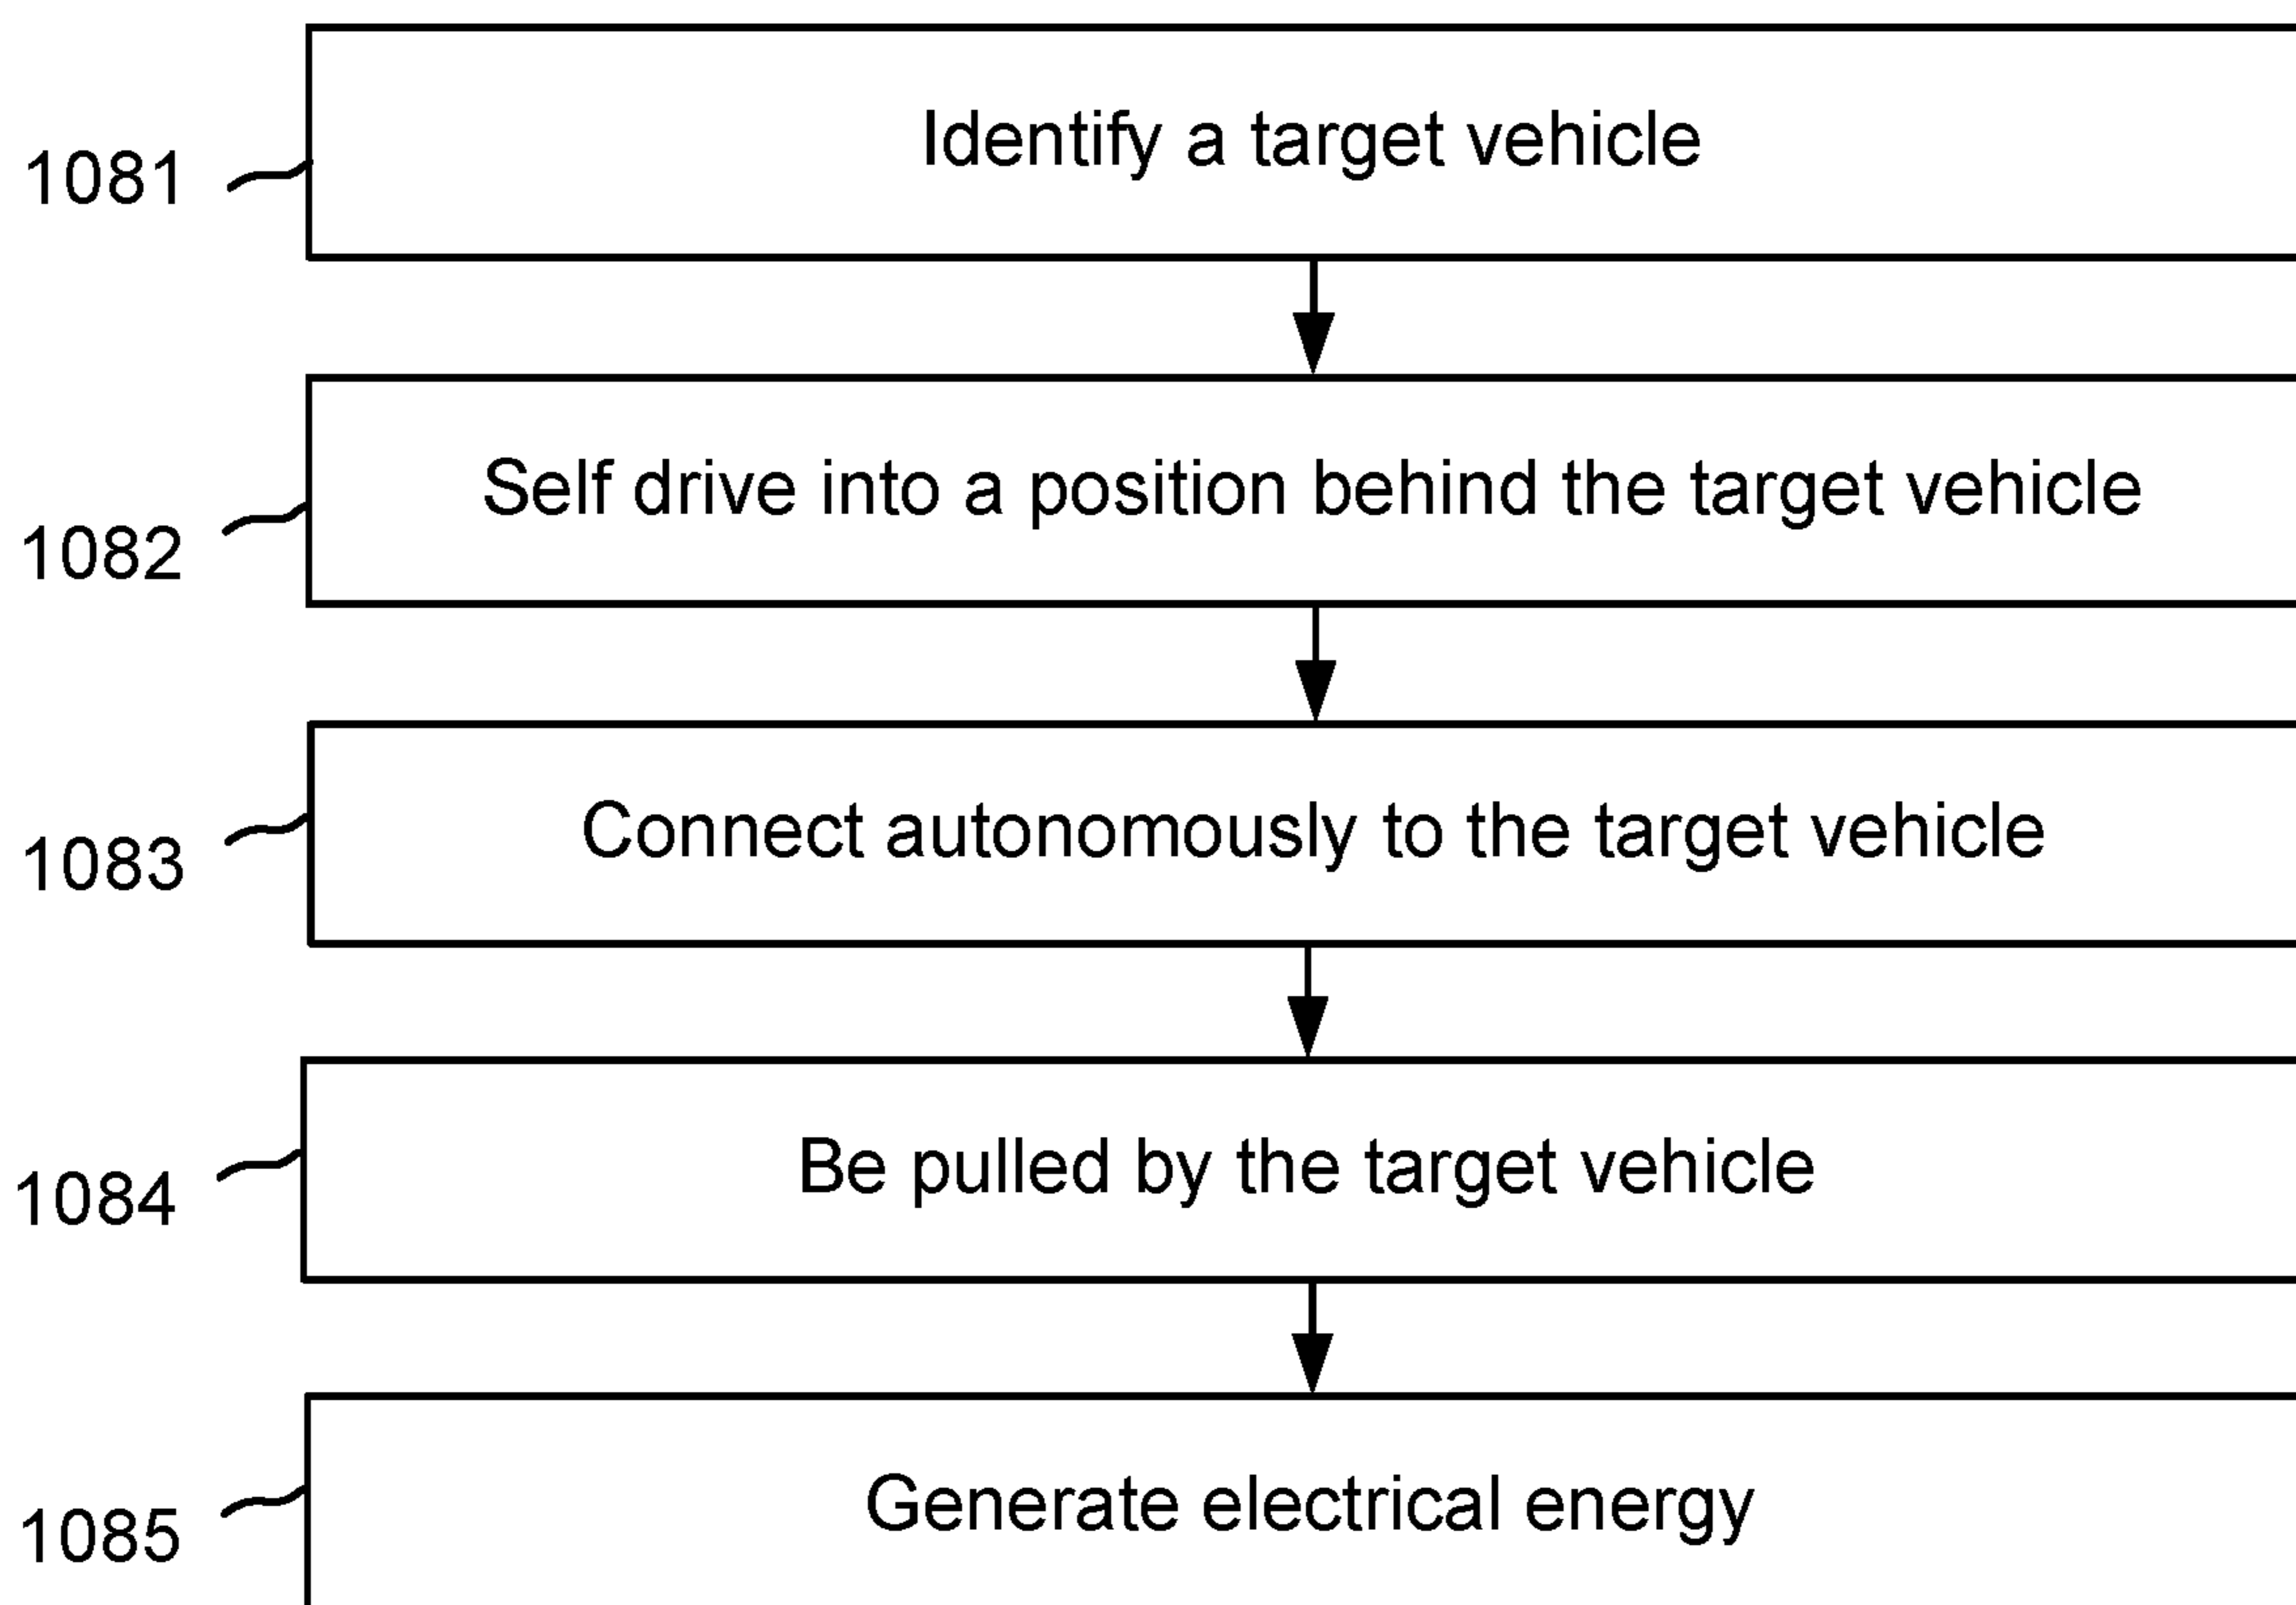 Identify a target vehicle
1081
Self drive into a position behind the target vehicle
1082
Connect autonomously to the target vehicle
1083
Be pulled by the target vehicle
1084
Generate electrical energy
1085